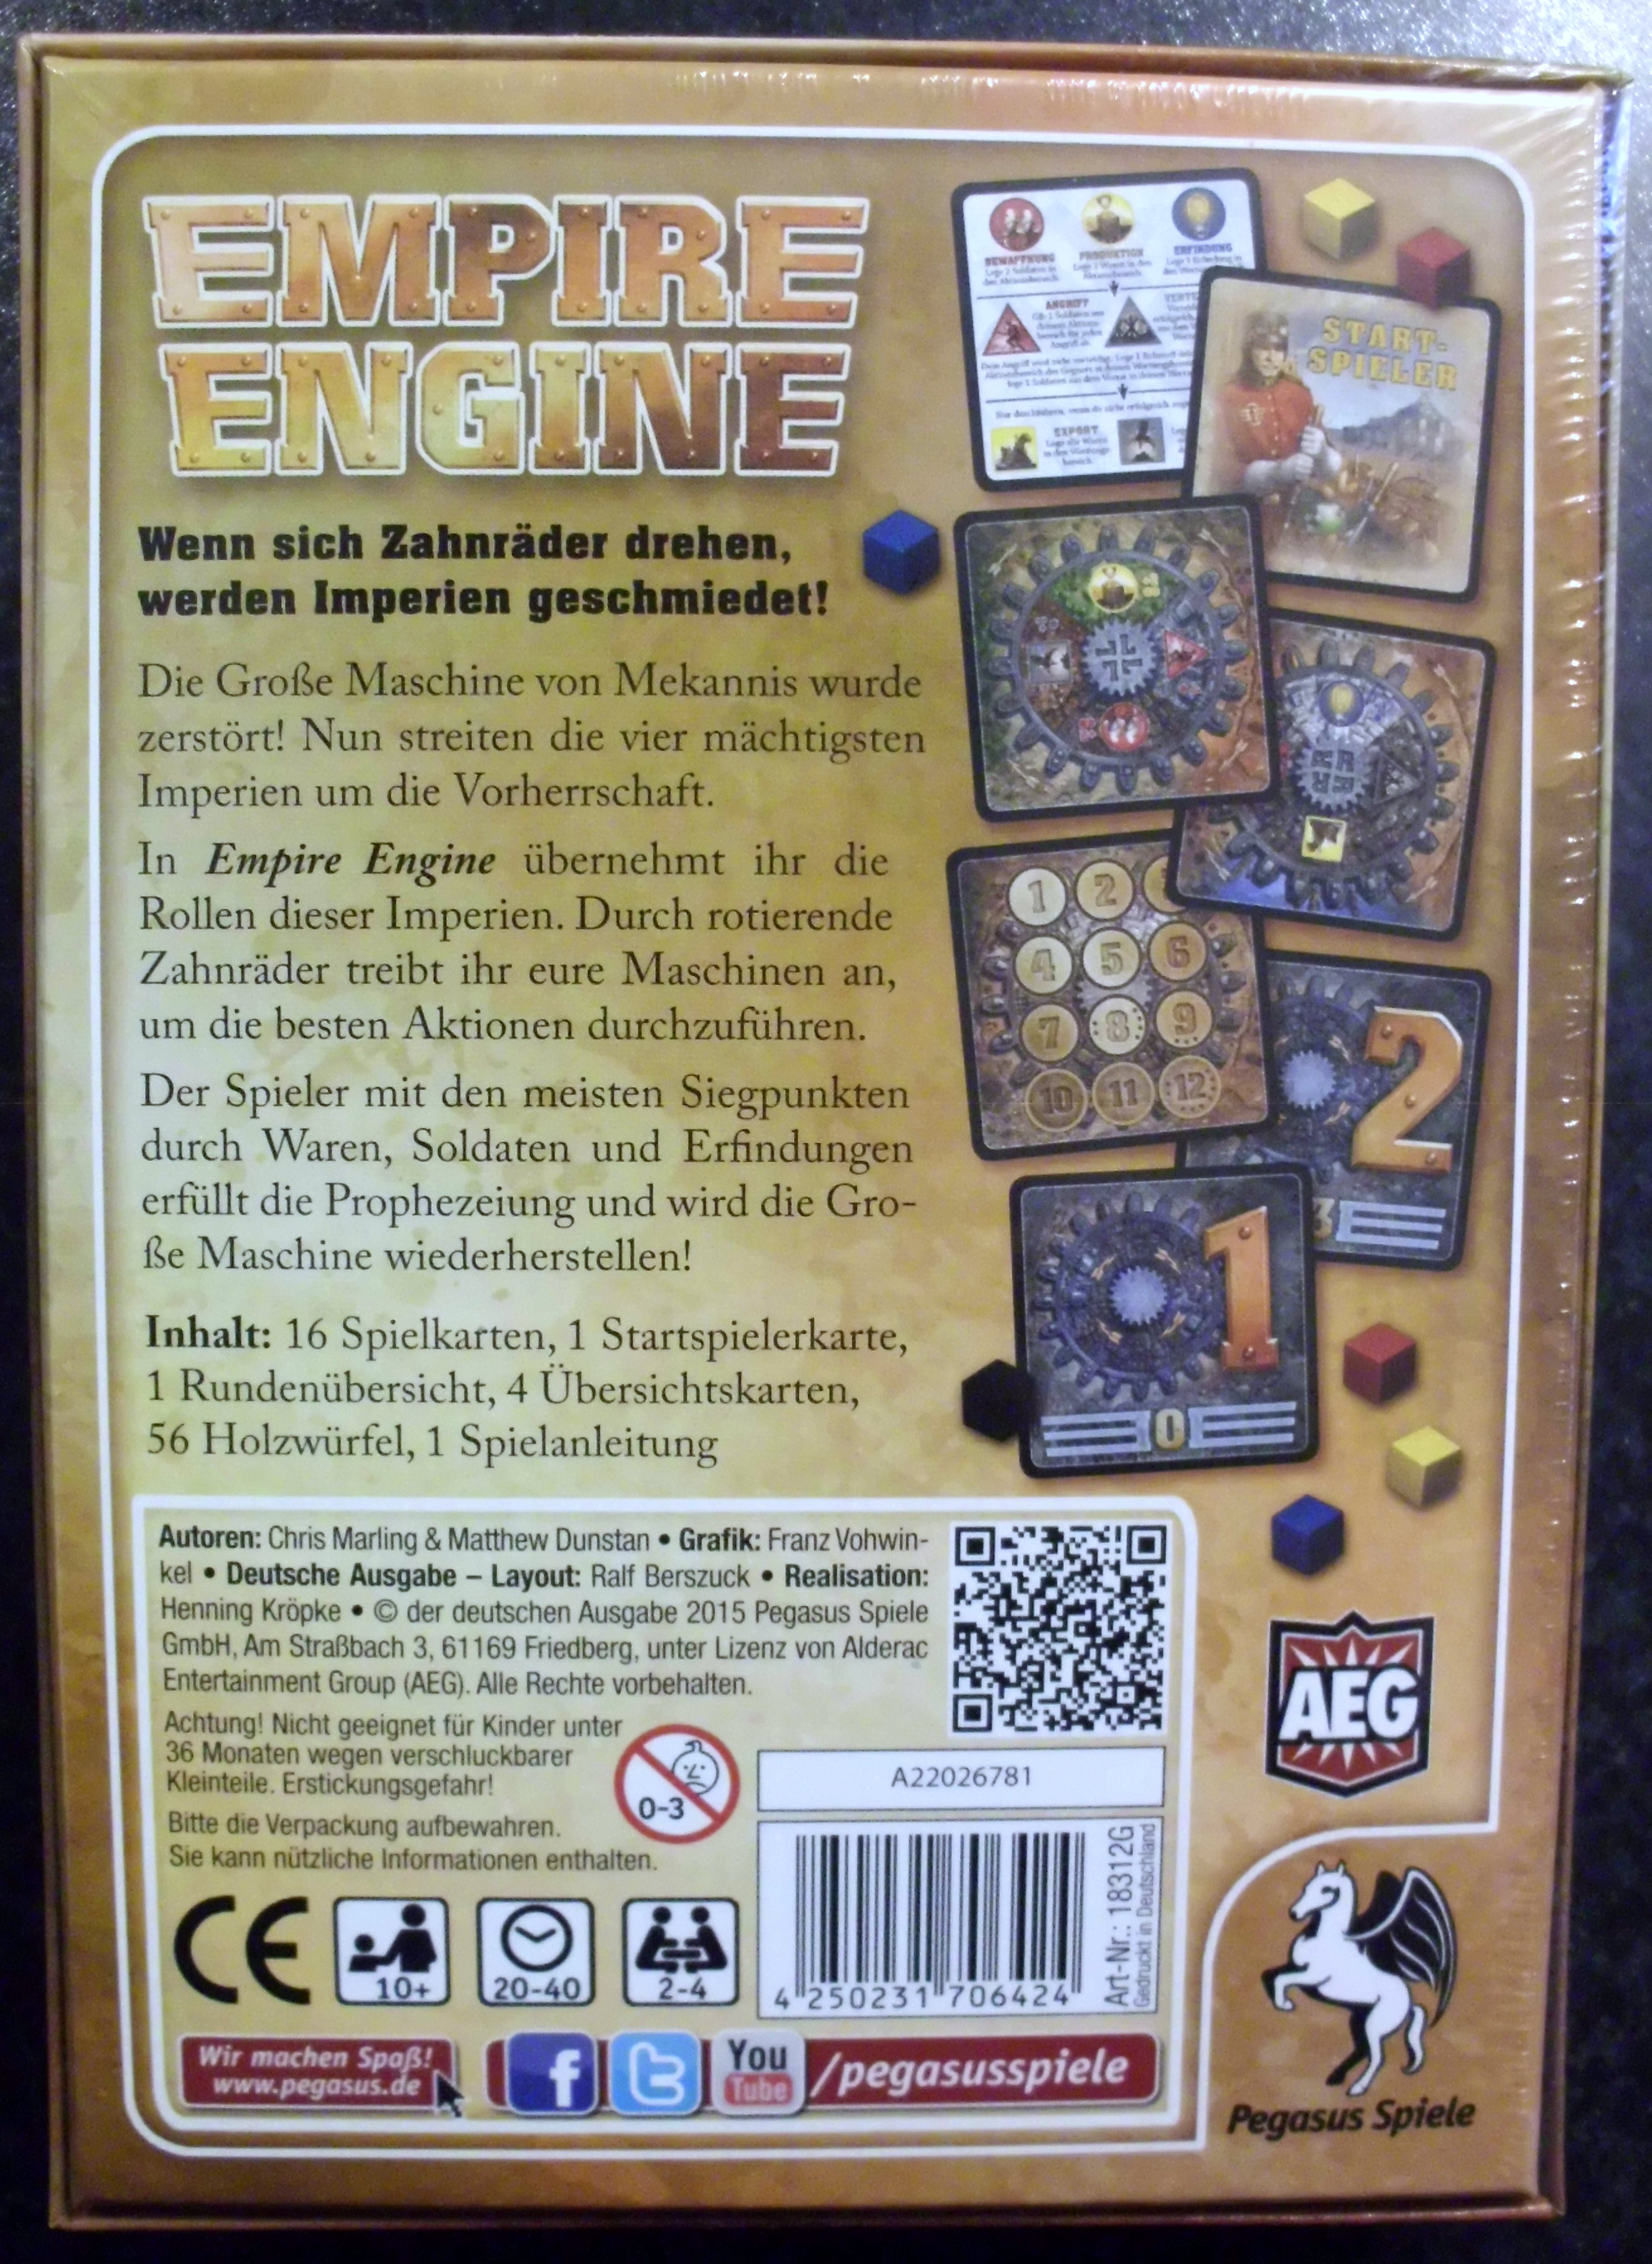 EMPIRE
ENGINE
Wenn sich Zahnräder drehen,
werden Imperien geschmiedet!
Die Große Maschine von Mekannis wurde
zerstört! Nun streiten die vier mächtigsten
Imperien um die Vorherrschaft.
In Empire Engine übernehmt ihr die
Rollen dieser Imperien. Durch rotierende
Zahnräder treibt ihr eure Maschinen an,
um die besten Aktionen durchzuführen.
Der Spieler mit den meisten Siegpunkten
durch Waren, Soldaten und Erfindungen
erfüllt die Prophezeiung und wird die Gro-
ße Maschine wiederherstellen!
Inhalt: 16 Spielkarten, 1 Startspielerkarte,
1 Rundenübersicht, 4 Übersichtskarten,
56 Holzwürfel, 1 Spielanleitung
BEWAFFNUNG PRODUKTION ERFINDUNG
ANGRIFF
EXPORT
START-
SPIELER
1 2
4 5 6
7 8 9
10 11 12
2
3
1
0
Autoren: Chris Marling & Matthew Dunstan • Grafik: Franz Vohwin-
kel • Deutsche Ausgabe – Layout: Ralf Berszuck • Realisation:
Henning Kröpke • © der deutschen Ausgabe 2015 Pegasus Spiele
GmbH, Am Straßbach 3, 61169 Friedberg, unter Lizenz von Alderac
Entertainment Group (AEG). Alle Rechte vorbehalten.
Achtung! Nicht geeignet für Kinder unter
36 Monaten wegen verschluckbarer
Kleinteile. Erstickungsgefahr!
0-3
Bitte die Verpackung aufbewahren.
Sie kann nützliche Informationen enthalten.
A22026781
CE
10+
20-40
2-4
4 250231 706424
Art-Nr.: 18312G
Gedruckt in Deutschland
AEG
Wir machen Spaß!
www.pegasus.de
f t You Tube /pegasusspiele
Pegasus Spiele